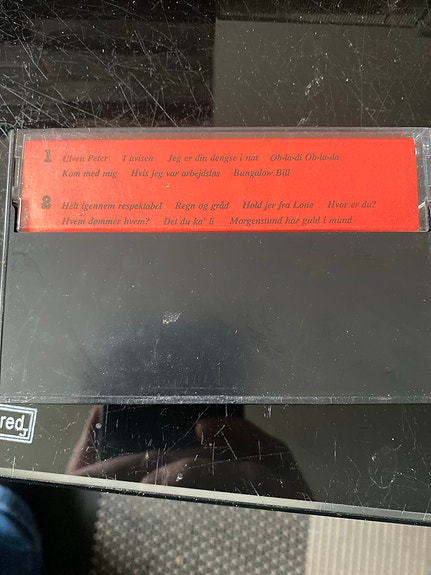 1 Ulven Peter I avisen Jeg er din dengse i nat Ob-la-di Ob-la-da
Kom med mig Hvis jeg var arbejdsløs Bungalow Bill
2 Helt igennem respektabel Regn og gråd Hold jer fra Lone Hvor er du?
Hvem dømmer hvem? Det du ka' li Morgenstund har guld i mund
red